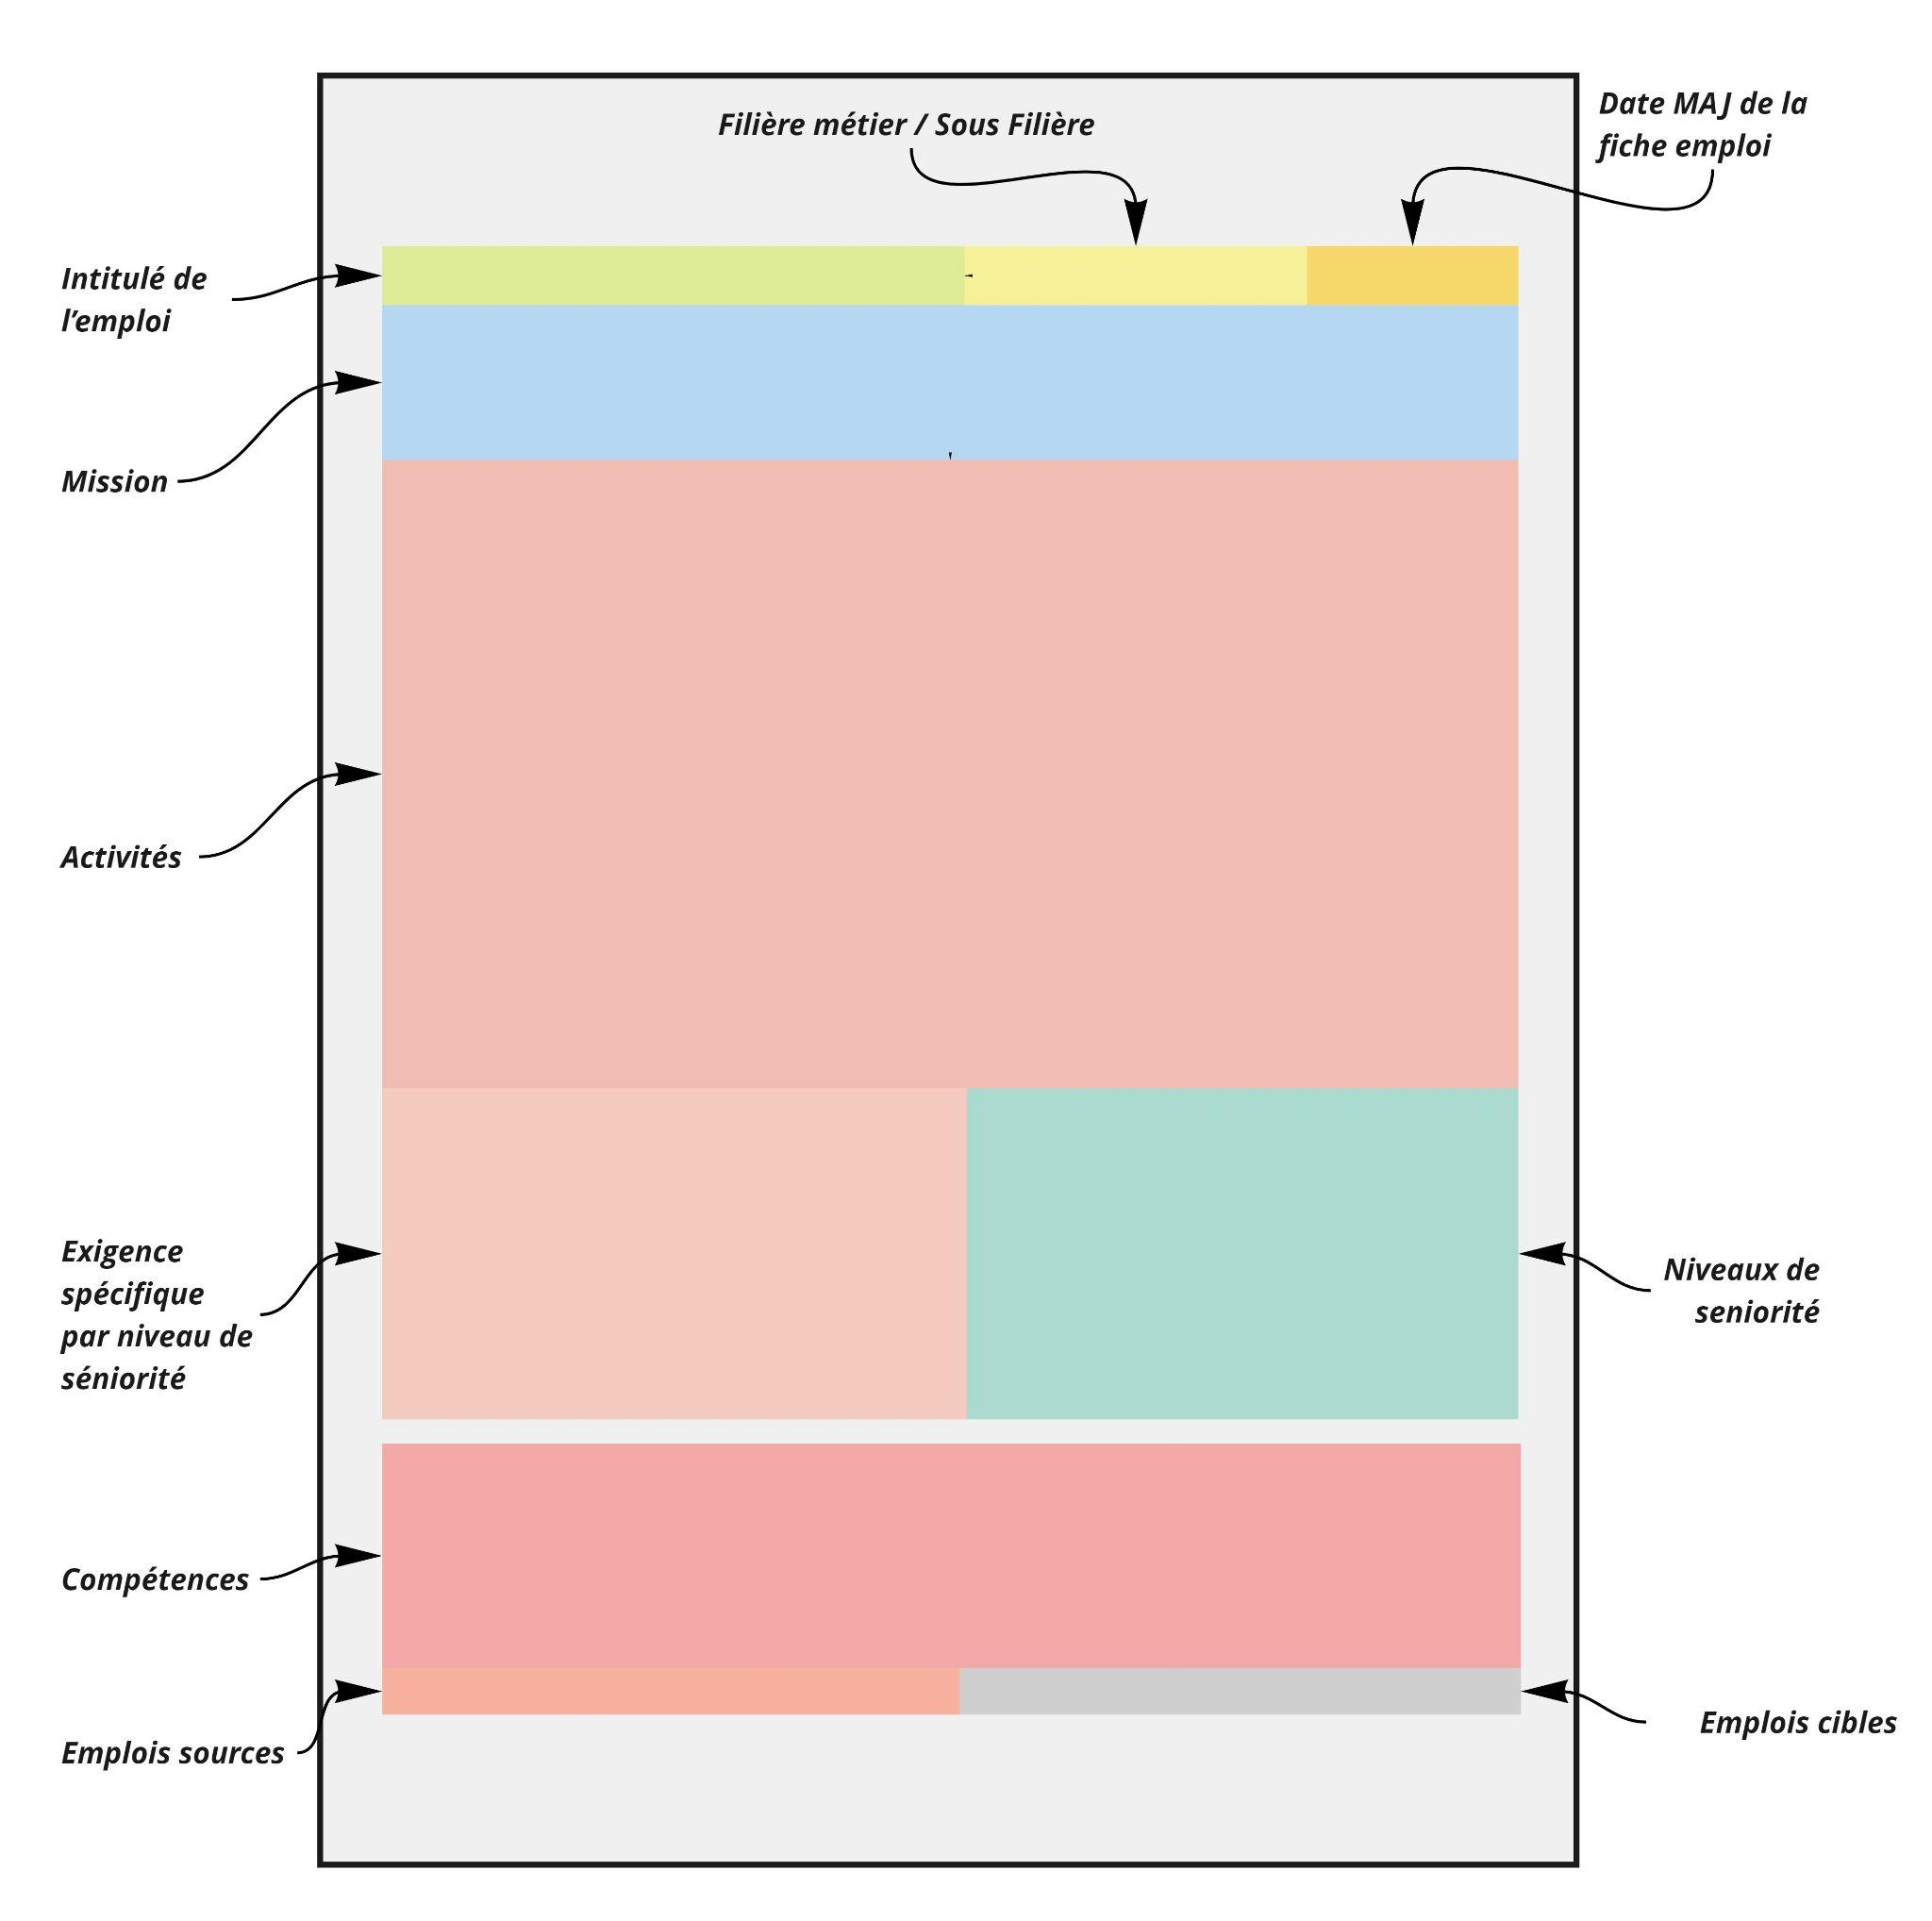 Filière métier / Sous Filière
Date MAJ de la
fiche emploi
Intitulé de
l’emploi
Mission
Activités
Exigence
spécifique
par niveau de
séniorité
Niveaux de
seniorité
Compétences
Emplois sources
Emplois cibles